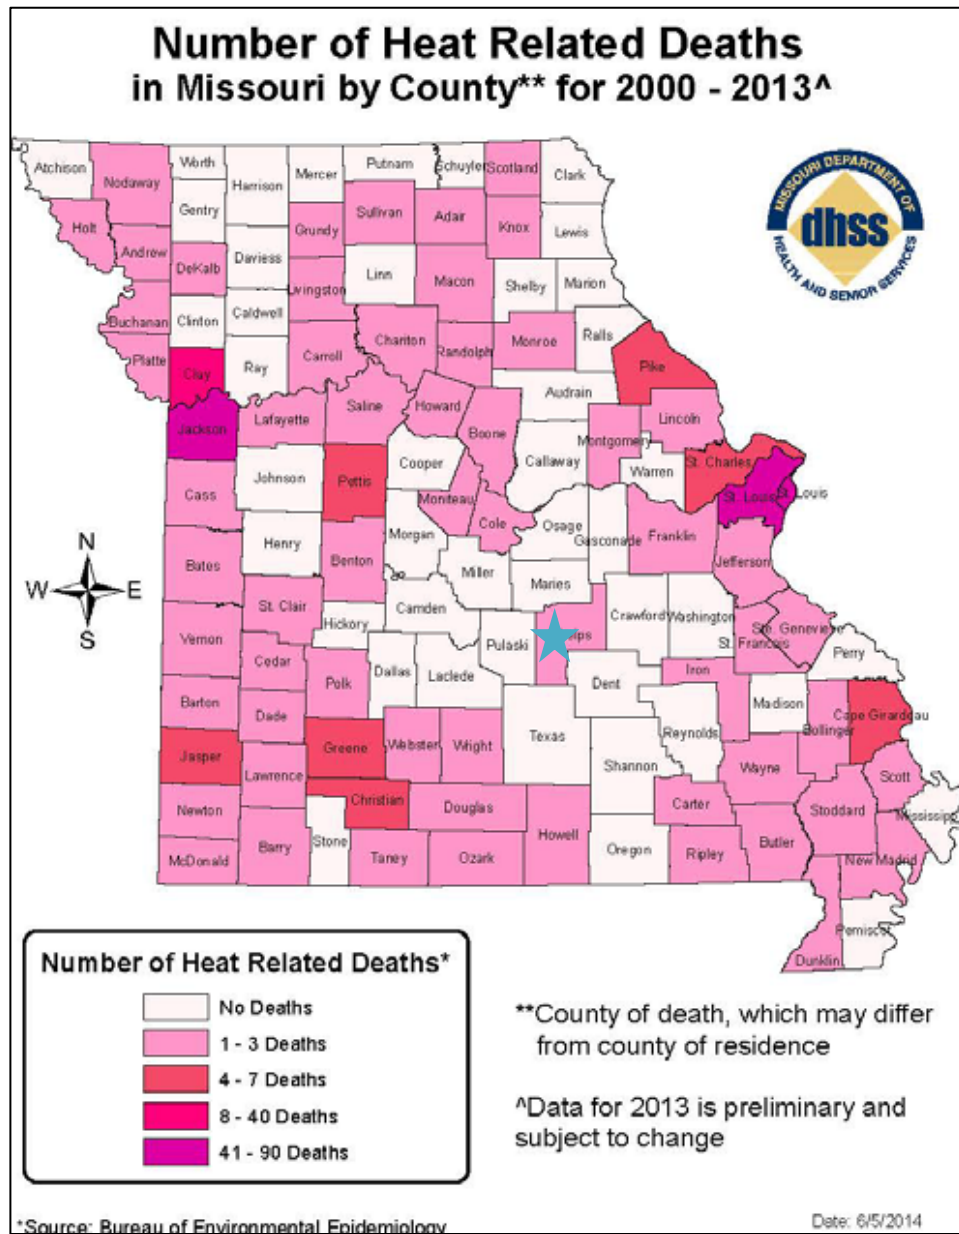 Number of Heat Related Deaths
in Missouri by County** for 2000 - 2013^
MISSOURI DEPARTMENT OF
dhss
HEALTH AND SENIOR SERVICES
Atchison
Nodaway
Worth
Harrison
Mercer
Putnam
Schuyler
Scotland
Clark
Holt
Gentry
Sullivan
Adair
Knox
Lewis
Andrew
DeKalb
Daviess
Grundy
Linn
Macon
Shelby
Marion
Livingston
Buchanan
Clinton
Caldwell
Chariton
Randolph
Monroe
Ralls
Platte
Clay
Ray
Carroll
Pike
Audrain
Jackson
Lafayette
Saline
Howard
Boone
Lincoln
Montgomery
Callaway
Warren
St. Charles
St. Louis
St. Louis
Cass
Johnson
Pettis
Cooper
Moniteau
Cole
Osage
Gasconade
Franklin
Jefferson
N
W
E
S
Bates
Henry
Benton
Morgan
Miller
Maries
St. Clair
Hickory
Camden
Pulaski
Crawford
Washington
Ste. Genevieve
St. Francois
Perry
Vernon
Cedar
Polk
Dallas
Laclede
Dent
Iron
Madison
Bollinger
Cape Girardeau
Barton
Dade
Greene
Webster
Wright
Texas
Shannon
Reynolds
Wayne
Scott
Jasper
Lawrence
Christian
Douglas
Howell
Carter
Stoddard
Mississippi
Newton
Barry
Stone
Taney
Ozark
Oregon
Ripley
Butler
New Madrid
McDonald
Pemiscot
Dunklin
Number of Heat Related Deaths*
No Deaths
1 - 3 Deaths
4 - 7 Deaths
8 - 40 Deaths
41 - 90 Deaths
**County of death, which may differ
from county of residence
^Data for 2013 is preliminary and
subject to change
*Source: Bureau of Environmental Epidemiology
Date: 6/5/2014